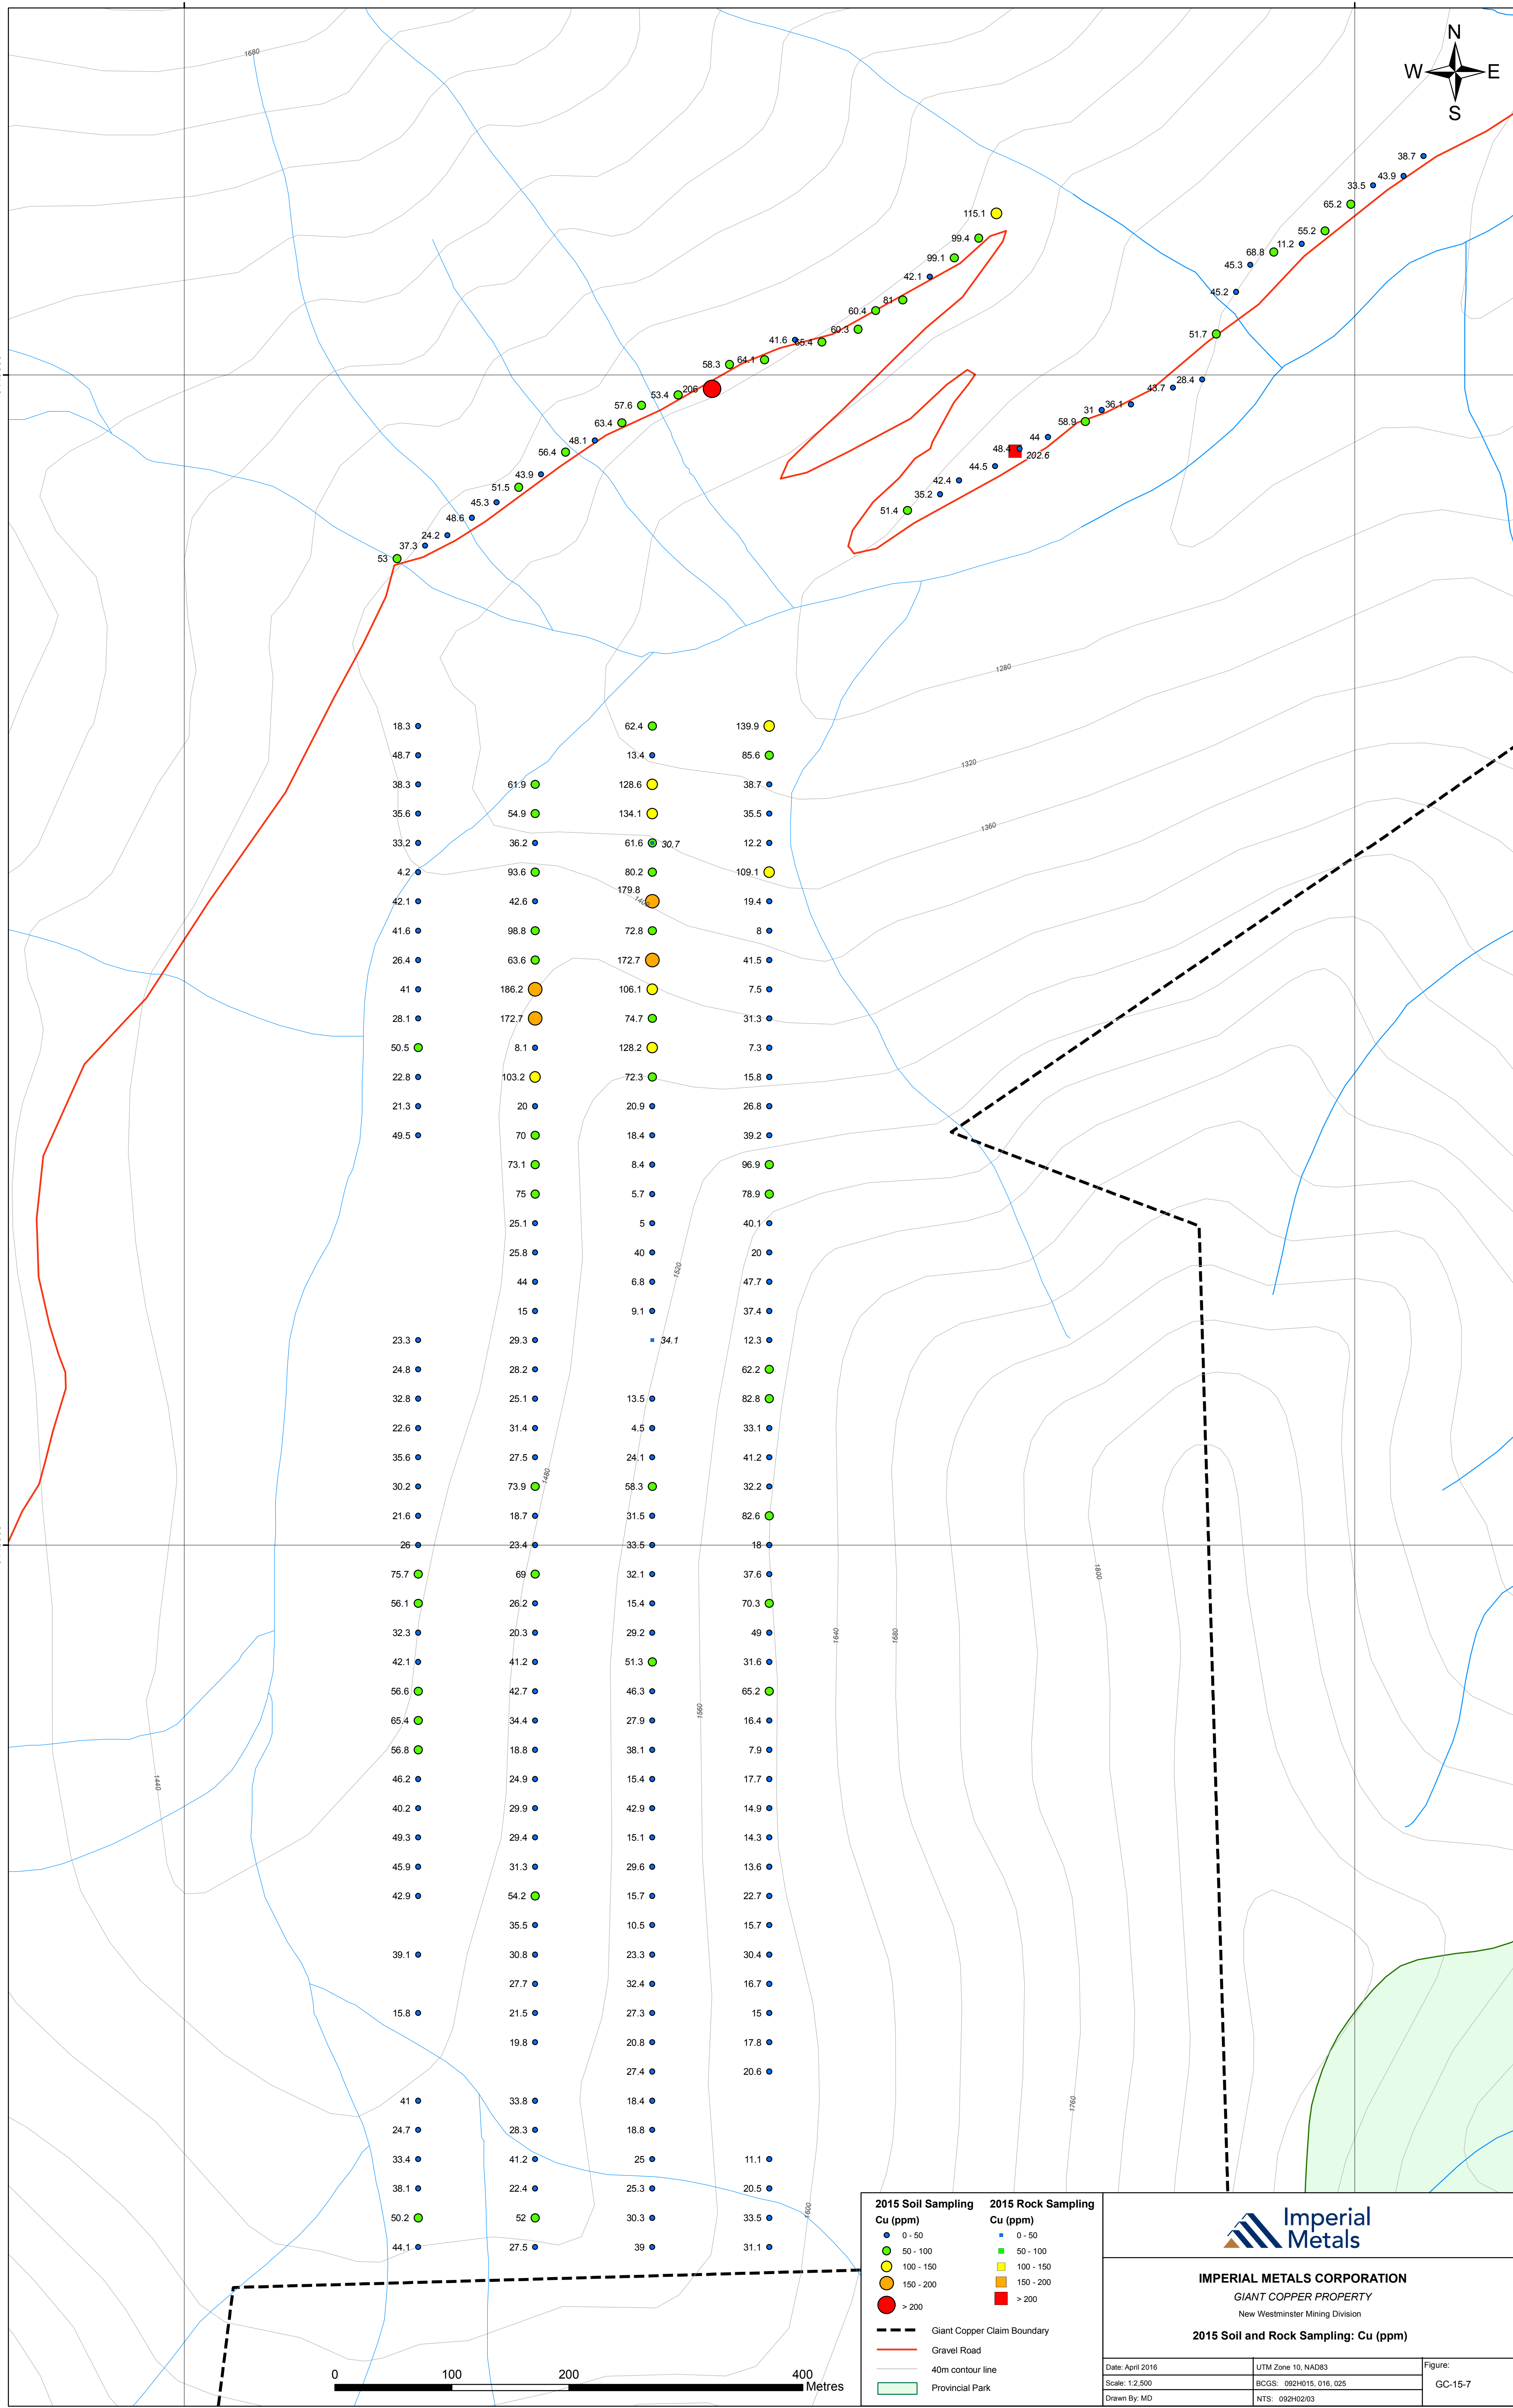 N
W E
S
1680
38.7
43.9
33.5
65.2
55.2
11.2
68.8
45.3
45.2
51.7
28.4
43.7
36.1
31
58.9
44
48.4
202.6
44.5
42.4
35.2
51.4
115.1
99.4
99.1
42.1
81
60.4
60.3
65.4
41.6
64.1
58.3
206
53.4
57.6
63.4
48.1
56.4
43.9
51.5
45.3
48.6
24.2
37.3
53
1280
1320
1360
18.3 62.4 139.9
48.7 13.4 85.6
38.3 61.9 128.6 38.7
35.6 54.9 134.1 35.5
33.2 36.2 61.6 30.7 12.2
4.2 93.6 80.2 109.1
42.1 42.6 179.8 1400 19.4
41.6 98.8 72.8 8
26.4 63.6 172.7 41.5
41 186.2 106.1 7.5
28.1 172.7 74.7 31.3
50.5 8.1 128.2 7.3
22.8 103.2 72.3 15.8
21.3 20 20.9 26.8
49.5 70 18.4 39.2
73.1 8.4 96.9
75 5.7 78.9
25.1 5 40.1
25.8 40 20
1520
44 6.8 47.7
15 9.1 37.4
23.3 29.3 34.1 12.3
24.8 28.2 62.2
32.8 25.1 13.5 82.8
22.6 31.4 4.5 33.1
35.6 27.5 24.1 41.2
1480
30.2 73.9 58.3 32.2
21.6 18.7 31.5 82.6
26 23.4 33.5 18
75.7 69 32.1 37.6
1800
56.1 26.2 15.4 70.3
32.3 20.3 29.2 49
1640 1680
42.1 41.2 51.3 31.6
56.6 42.7 46.3 65.2
1560
65.4 34.4 27.9 16.4
56.8 18.8 38.1 7.9
1440
46.2 24.9 15.4 17.7
40.2 29.9 42.9 14.9
49.3 29.4 15.1 14.3
45.9 31.3 29.6 13.6
42.9 54.2 15.7 22.7
35.5 10.5 15.7
39.1 30.8 23.3 30.4
27.7 32.4 16.7
15.8 21.5 27.3 15
19.8 20.8 17.8
27.4 20.6
41 33.8 18.4
1760
24.7 28.3 18.8
33.4 41.2 25 11.1
38.1 22.4 25.3 20.5
1600
50.2 52 30.3 33.5
44.1 27.5 39 31.1
0 100 200 400
Metres
2015 Soil Sampling 2015 Rock Sampling
Cu (ppm) Cu (ppm)
0 - 50 0 - 50
50 - 100 50 - 100
100 - 150 100 - 150
150 - 200 150 - 200
> 200 > 200
Giant Copper Claim Boundary
Gravel Road
40m contour line
Provincial Park
Imperial
Metals
IMPERIAL METALS CORPORATION
GIANT COPPER PROPERTY
New Westminster Mining Division
2015 Soil and Rock Sampling: Cu (ppm)
Date: April 2016 UTM Zone 10, NAD83 Figure:
Scale: 1:2,500 BCGS: 092H015, 016, 025 GC-15-7
Drawn By: MD NTS: 092H02/03